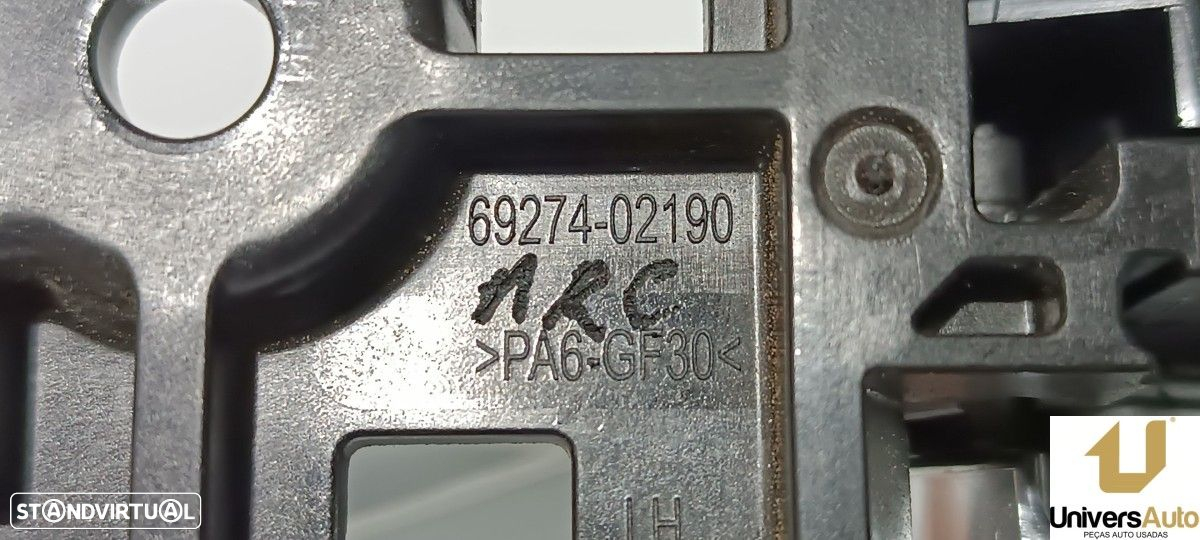 69274-02190
ARC
>PA6-GF30<
LH
STANDVIRTUAL
UniversAuto
PEÇAS AUTO USADAS